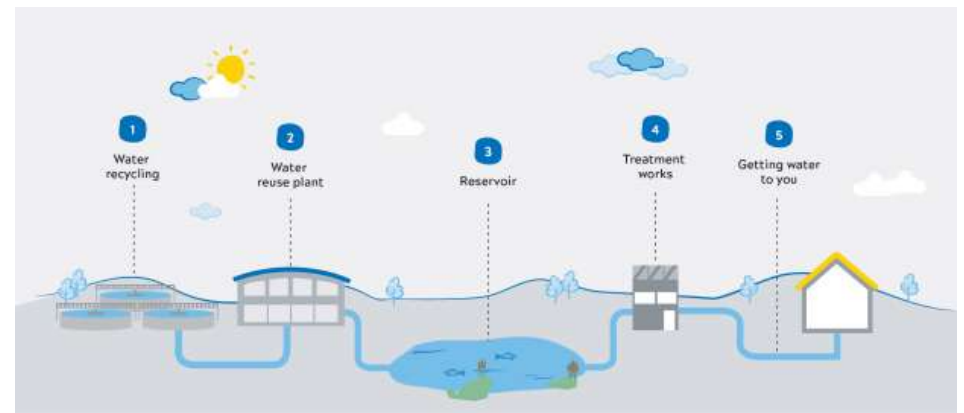 1
Water
recycling
2
Water
reuse plant
3
Reservoir
4
Treatment
works
5
Getting water
to you